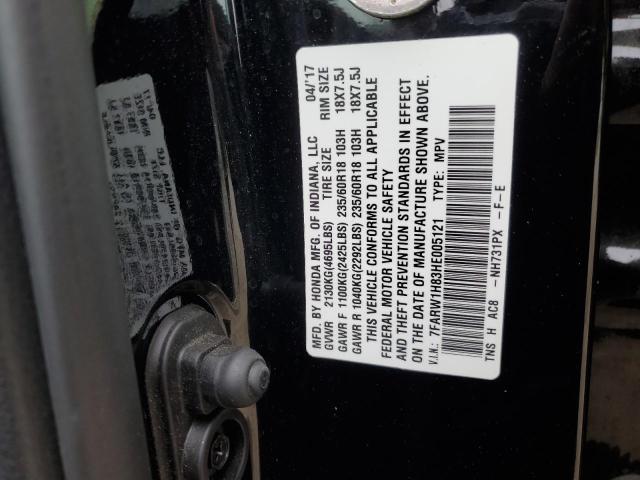 MFD. BY HONDA MFG. OF INDIANA, LLC 04/'17
GVWR 2130KG(4695LBS) TIRE SIZE RIM SIZE
GAWR F 1100KG(2425LBS) 235/60R18 103H 18X7.5J
GAWR R 1040KG(2292LBS) 235/60R18 103H 18X7.5J
THIS VEHICLE CONFORMS TO ALL APPLICABLE
FEDERAL MOTOR VEHICLE SAFETY
AND THEFT PREVENTION STANDARDS IN EFFECT
ON THE DATE OF MANUFACTURE SHOWN ABOVE.
V.I.N.: 7FARW1H83HE005121 TYPE: MPV
TNS H AC8 -NH731PX -F-E